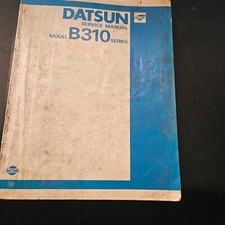 DATSUN
SERVICE MANUAL
MODEL B310 SERIES